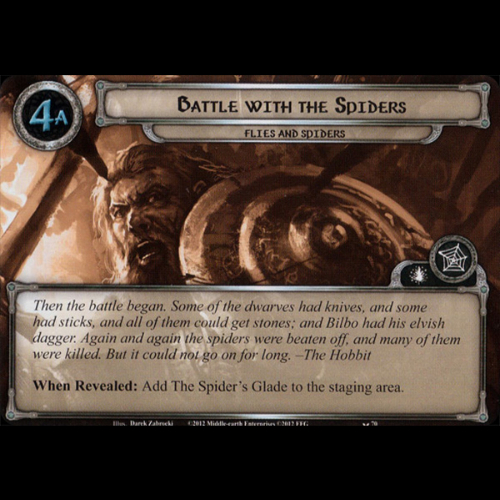 4A
BATTLE WITH THE SPIDERS
FLIES AND SPIDERS
Then the battle began. Some of the dwarves had knives, and some
had sticks, and all of them could get stones; and Bilbo had his elvish
dagger. Again and again the spiders were beaten off, and many of them
were killed. But it could not go on for long. –The Hobbit
When Revealed: Add The Spider's Glade to the staging area.
Illus. Darek Zabrocki ©2012 Middle-earth Enterprises ©2012 FFG 70